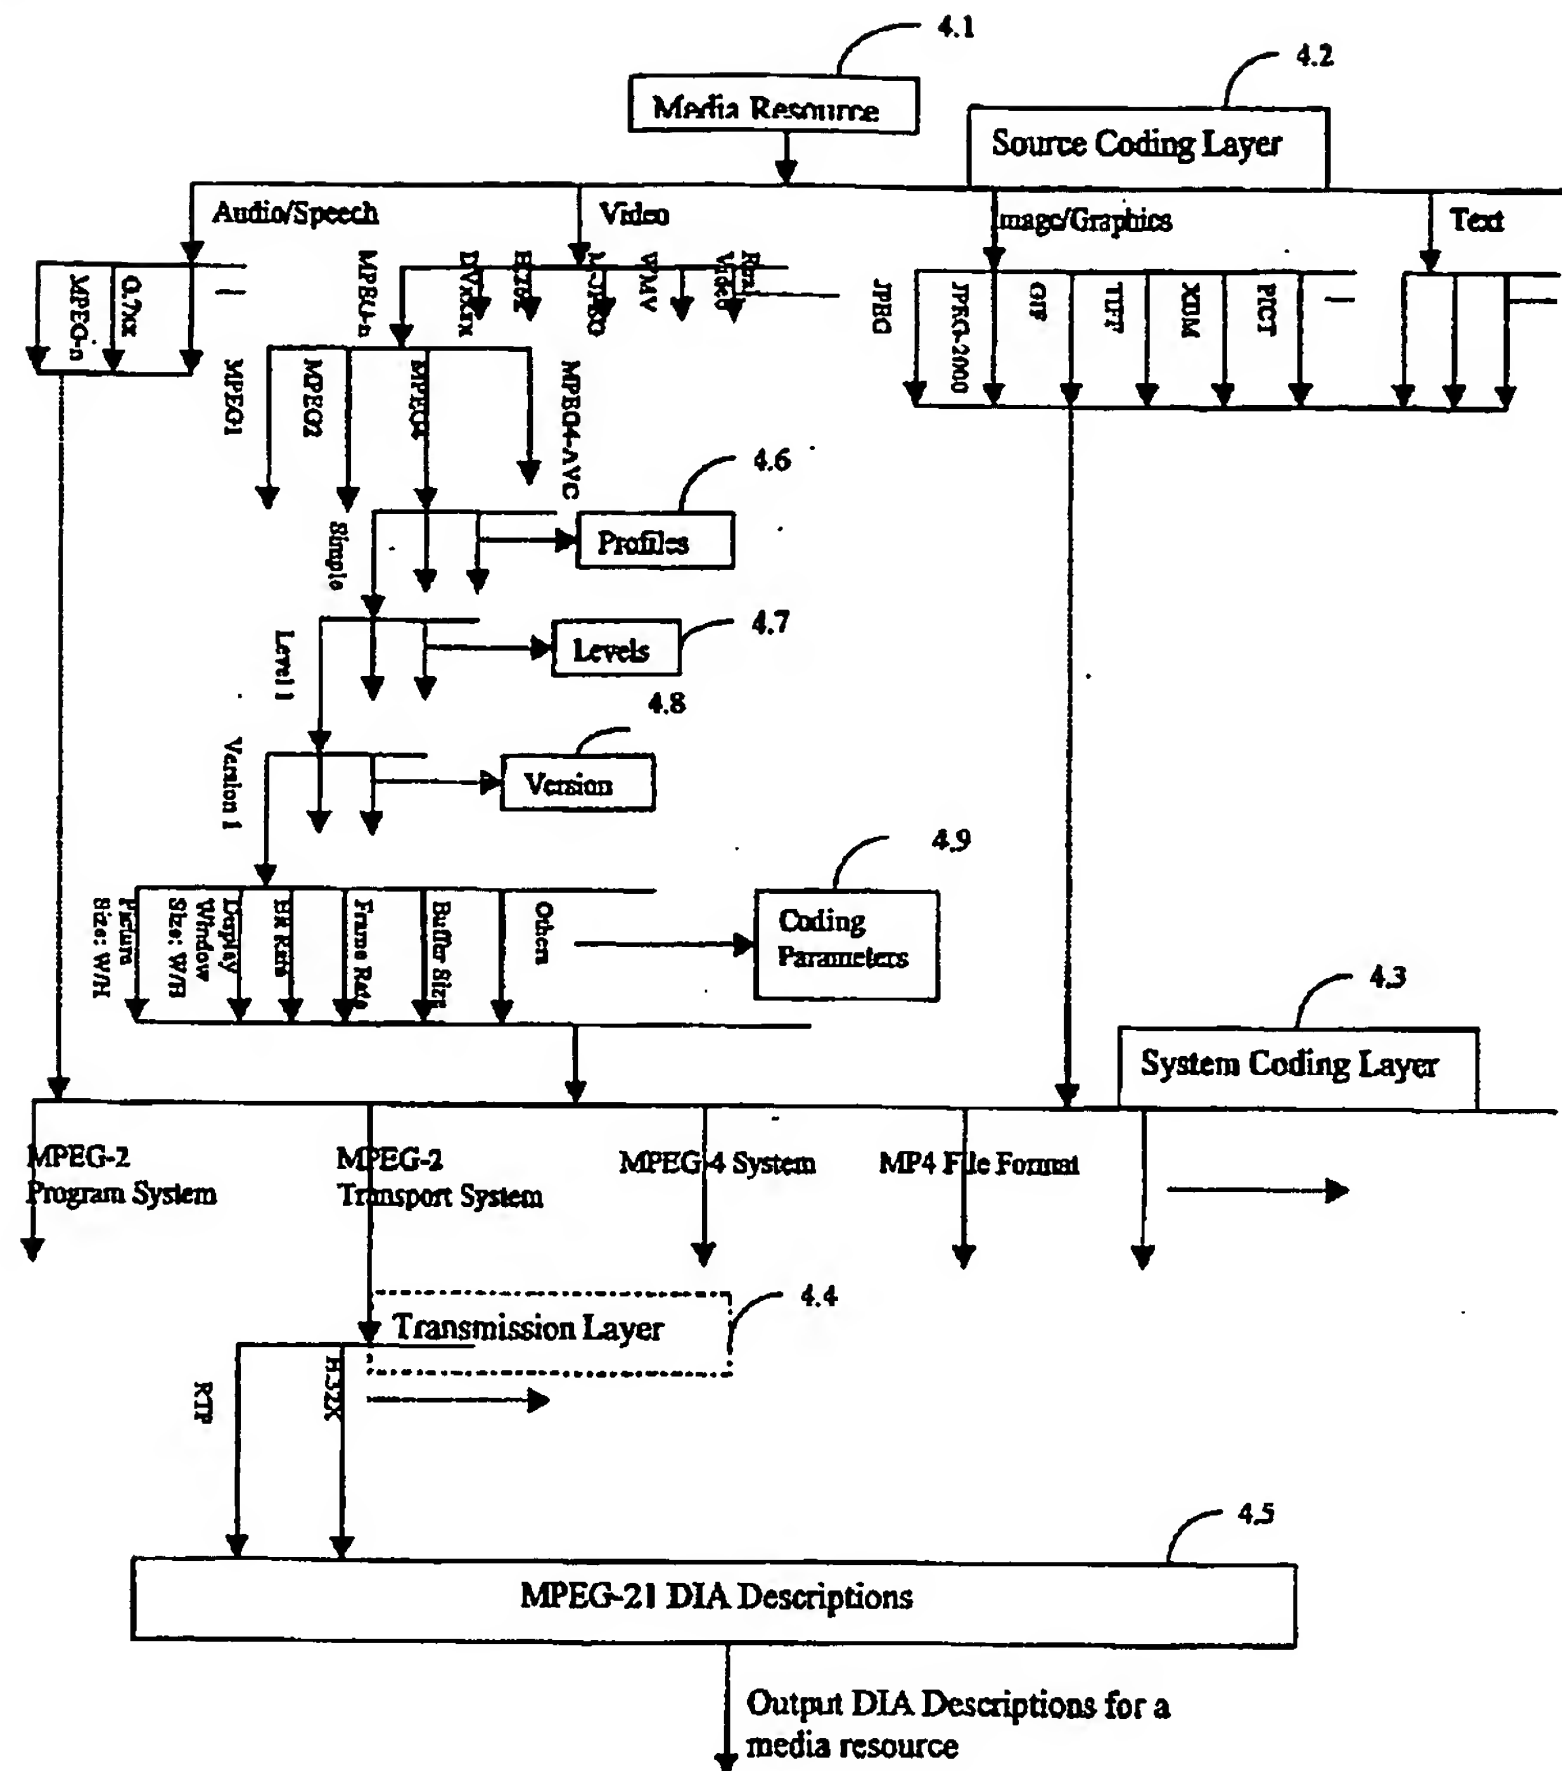 4.1
4.2
Media Resource
Source Coding Layer
Audio/Speech
Video
Image/Graphics
Text
MPEG-n
G.7xx
MPEG-n
DVxxx
H.26x
M-JPEG
WMV
Real
Video
JPEG
JPEG-2000
GIF
TIFF
XDM
PICT
MPEG1
MPEG2
MPEG4
MPEG4-AVC
4.6
Simple
Profiles
4.7
Level 1
Levels
4.8
Version 1
Version
4.9
Picture
Size: W/H
Display
Window
Size: W/H
Bit Rate
Frame Rate
Buffer Size
Others
Coding
Parameters
4.3
System Coding Layer
MPEG-2
Program System
MPEG-2
Transport System
MPEG-4 System
MP4 File Format
4.4
Transmission Layer
RTP
H.32X
4.5
MPEG-21 DIA Descriptions
Output DIA Descriptions for a
media resource